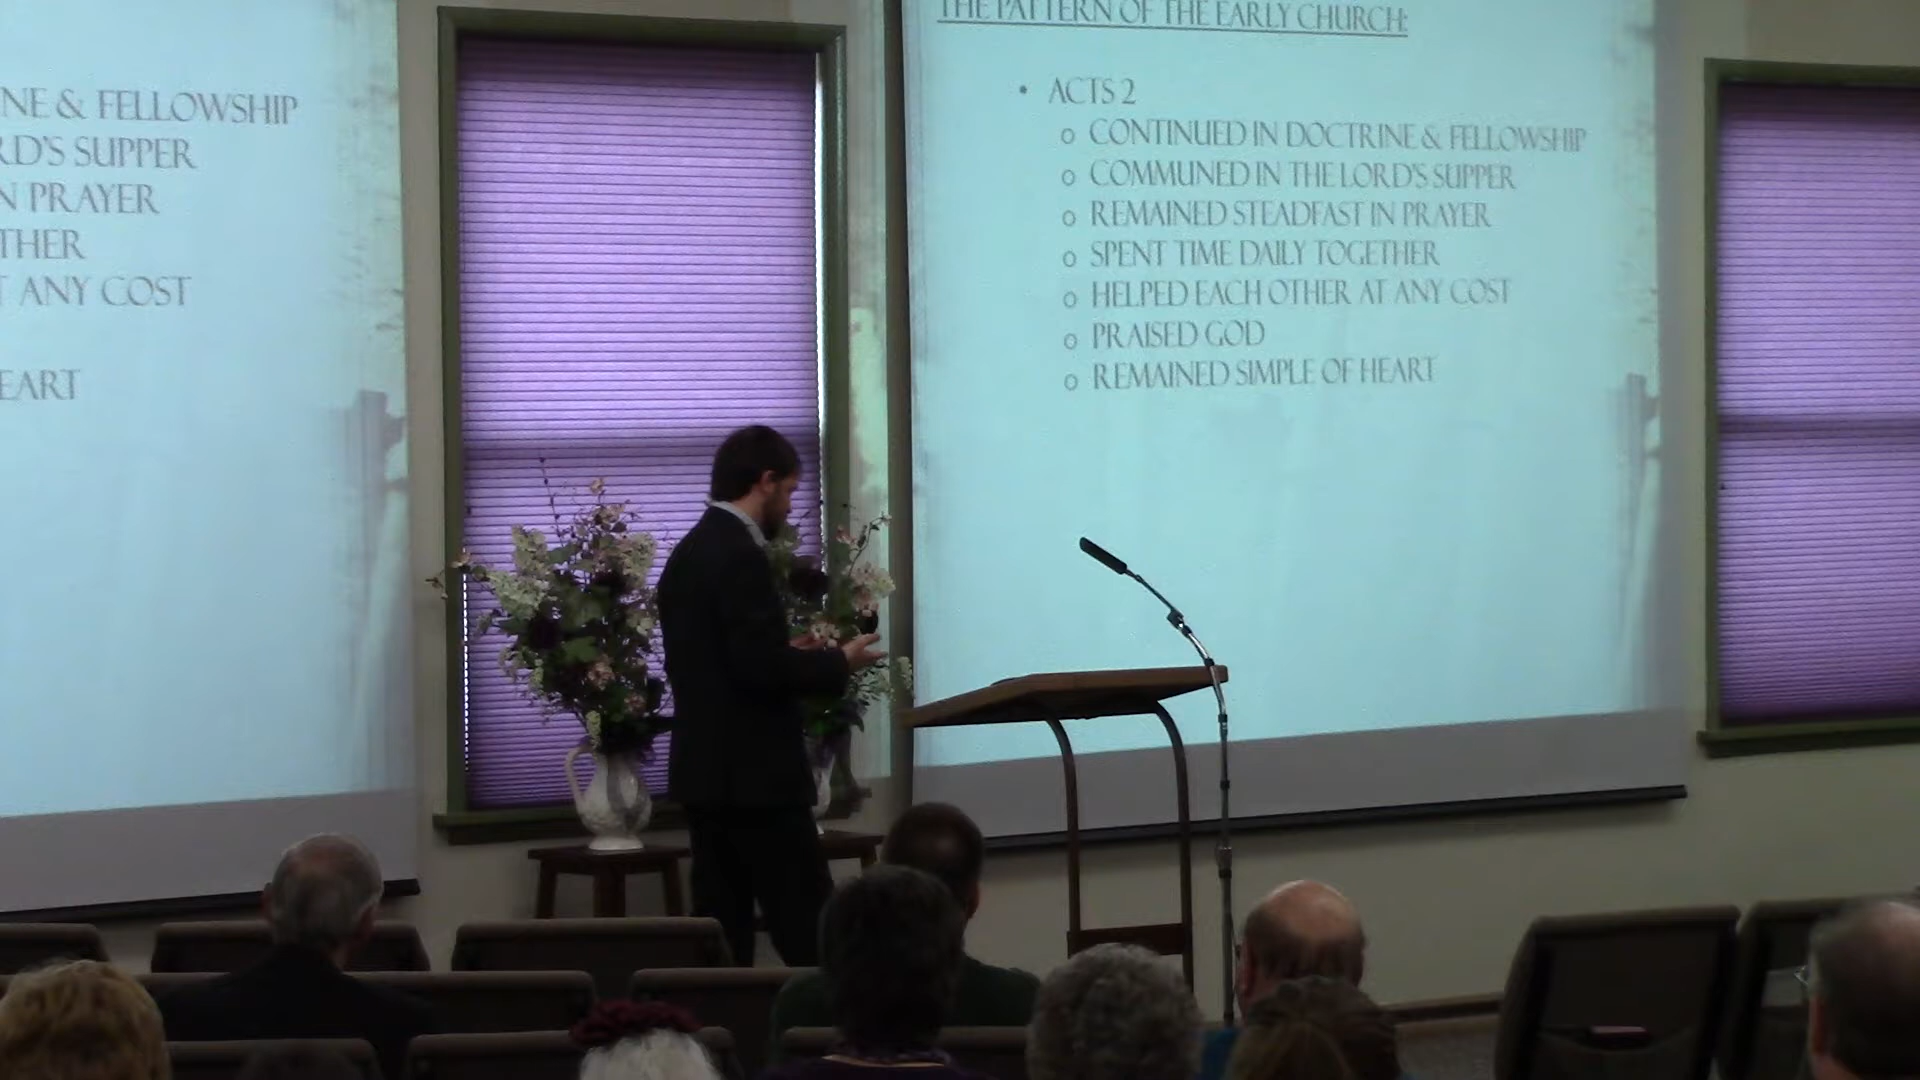 NE & FELLOWSHIP
RD'S SUPPER
N PRAYER
THER
T ANY COST
EART
THE PATTERN OF THE EARLY CHURCH:
• ACTS 2
o CONTINUED IN DOCTRINE & FELLOWSHIP
o COMMUNED IN THE LORD'S SUPPER
o REMAINED STEADFAST IN PRAYER
o SPENT TIME DAILY TOGETHER
o HELPED EACH OTHER AT ANY COST
o PRAISED GOD
o REMAINED SIMPLE OF HEART